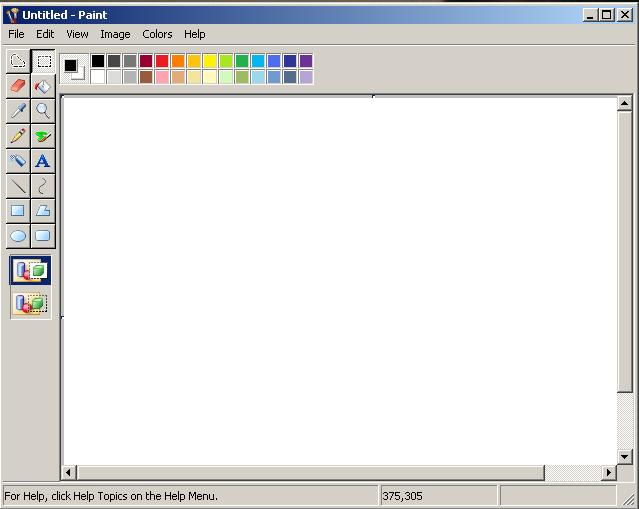 Untitled - Paint
File Edit View Image Colors Help
A
For Help, click Help Topics on the Help Menu. 375,305